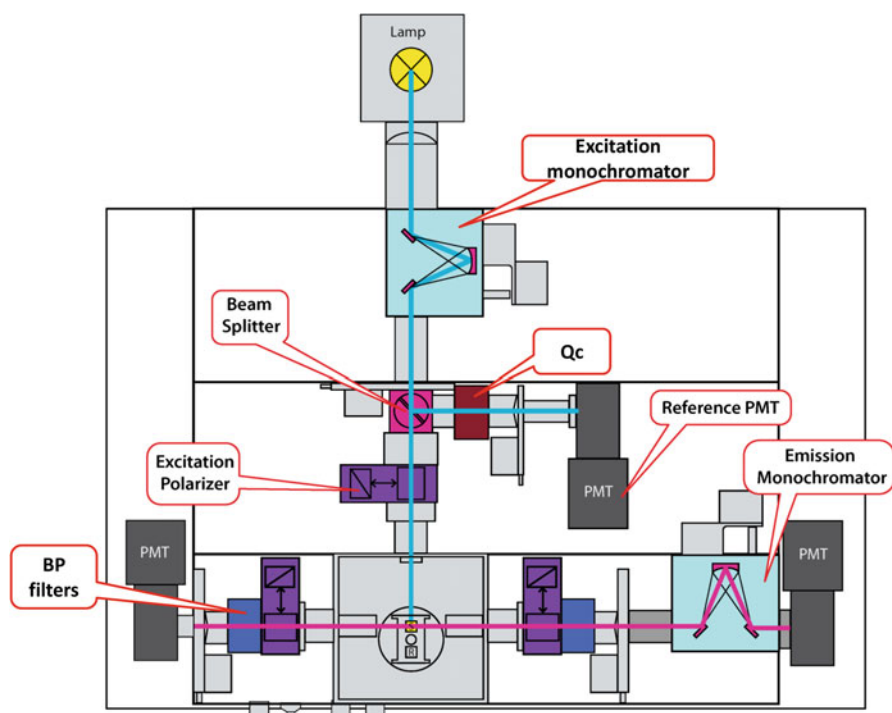 Lamp
Excitation
monochromator
Beam
Splitter
Qc
Reference PMT
Emission
Monochromator
Excitation
Polarizer
PMT
PMT
PMT
BP
filters
R